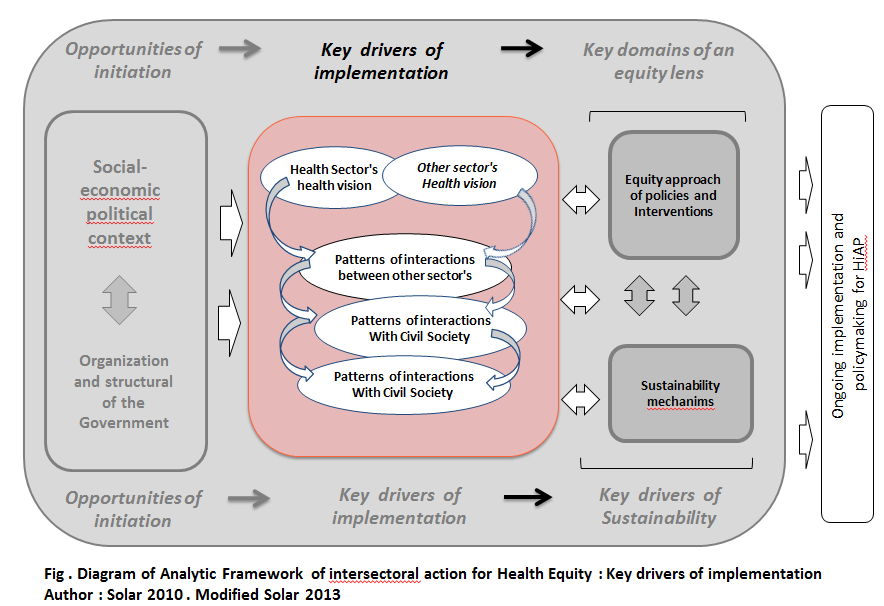 Opportunities of
initiation
Key drivers of
implementation
Key domains of an
equity lens
Social-
economic
political
context
Organization
and structural
of the
Government
Health Sector's
health vision
Other sector's
Health vision
Patterns of interactions
between other sector's
Patterns of interactions
With Civil Society
Patterns of interactions
With Civil Society
Equity approach
of policies and
Interventions
Sustainability
mechanims
Ongoing implementation and
policymaking for HiAP
Opportunities of
initiation
Key drivers of
implementation
Key drivers of
Sustainability
Fig . Diagram of Analytic Framework of intersectoral action for Health Equity : Key drivers of implementation
Author : Solar 2010 . Modified Solar 2013